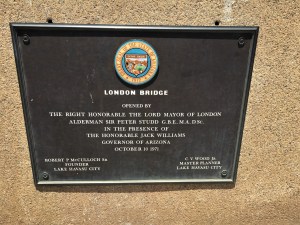 LONDON BRIDGE
OPENED BY
THE RIGHT HONORABLE THE LORD MAYOR OF LONDON
ALDERMAN SIR PETER STUDD G.B.E. M.A. D.Sc.
IN THE PRESENCE OF
THE HONORABLE JACK WILLIAMS
GOVERNOR OF ARIZONA
OCTOBER 10 1971
ROBERT P McCULLOCH Sr.
FOUNDER
LAKE HAVASU CITY
C V WOOD Jr.
MASTER PLANNER
LAKE HAVASU CITY